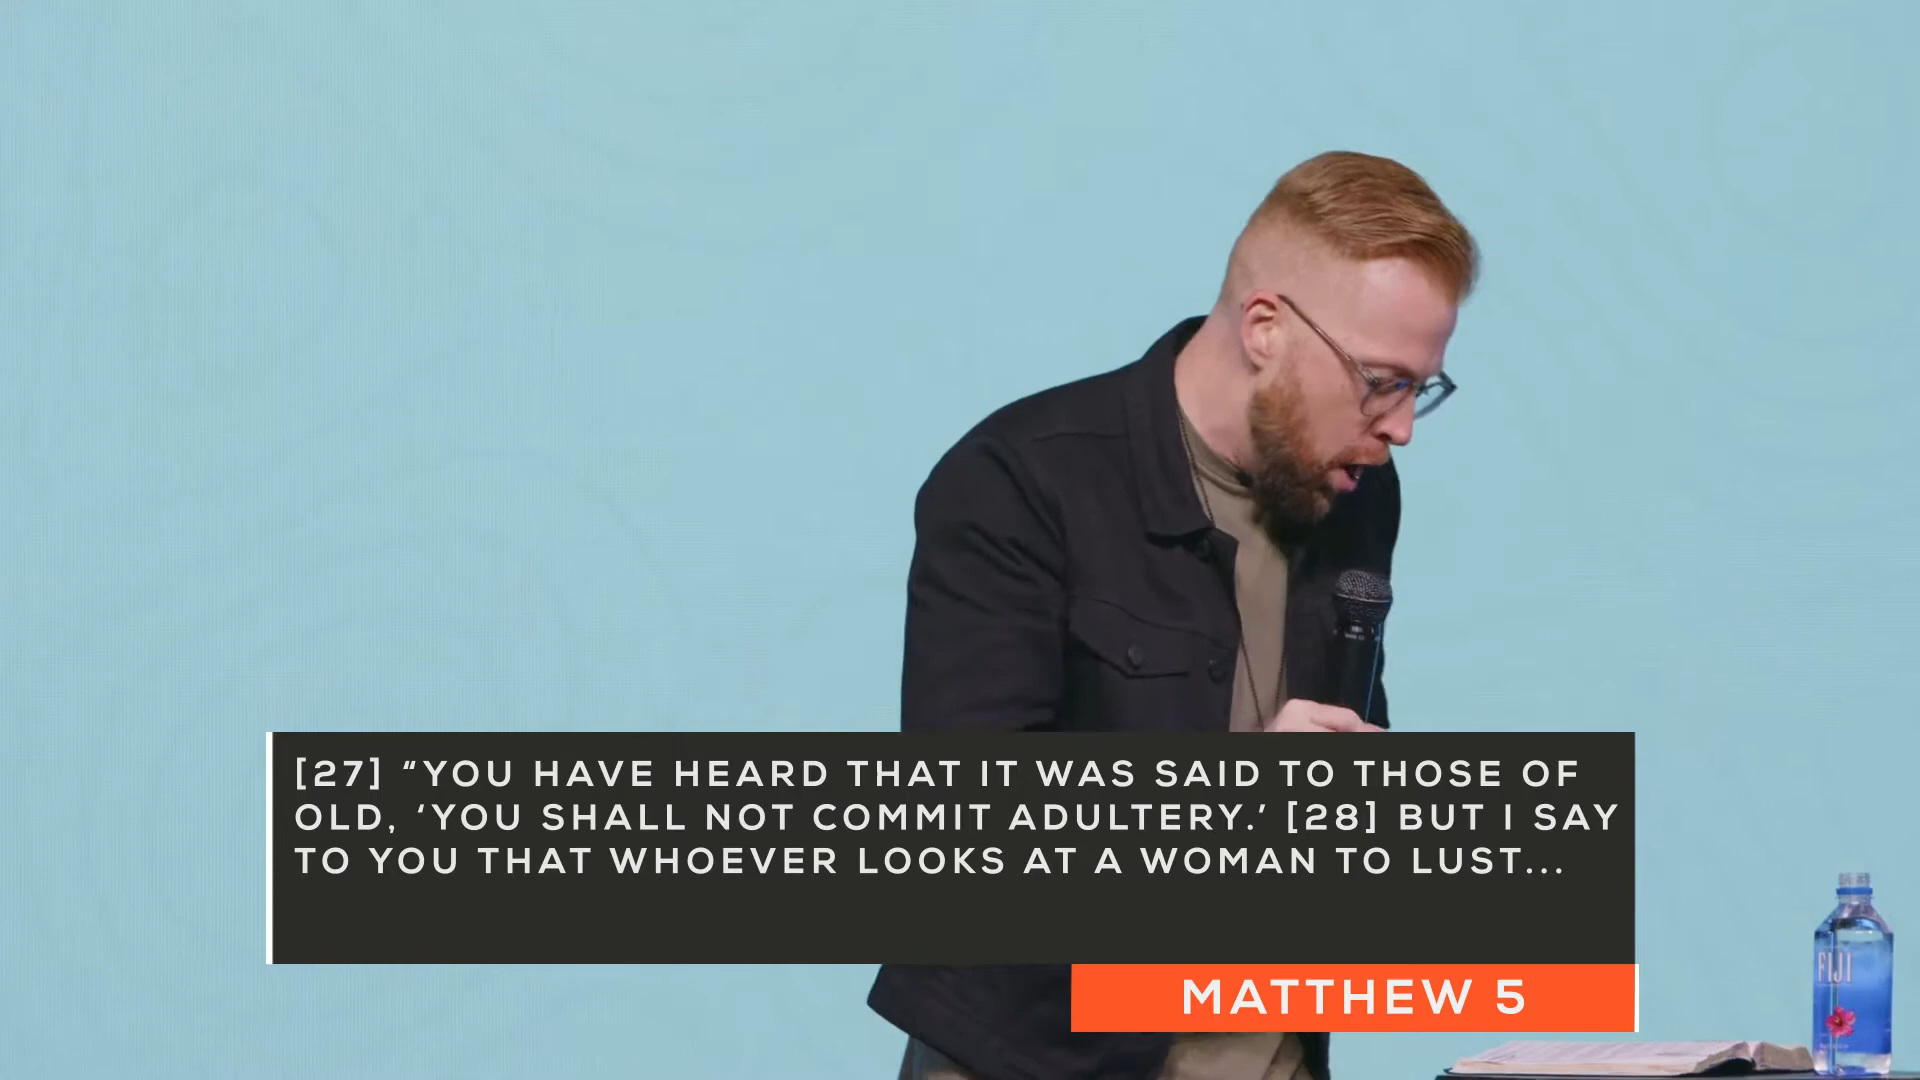 [27] “YOU HAVE HEARD THAT IT WAS SAID TO THOSE OF
OLD, ‘YOU SHALL NOT COMMIT ADULTERY.’ [28] BUT I SAY
TO YOU THAT WHOEVER LOOKS AT A WOMAN TO LUST...
MATTHEW 5
FIJI